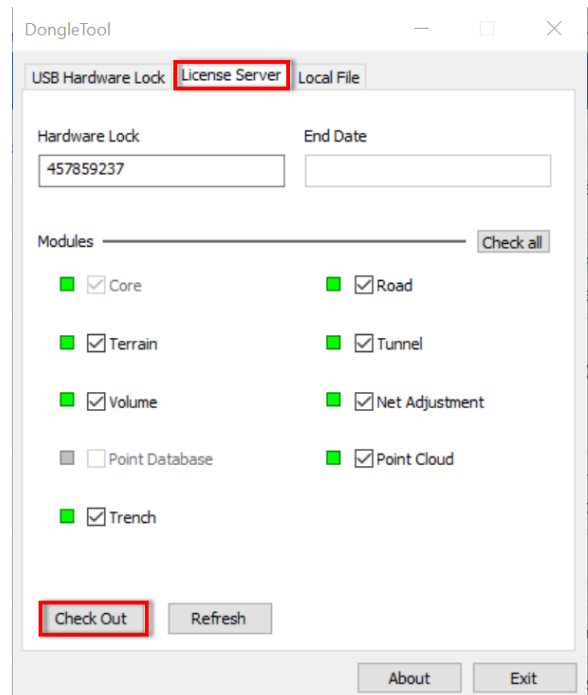 DongleTool
USB Hardware Lock License Server Local File
Hardware Lock End Date
457859237
Modules Check all
Core Road
Terrain Tunnel
Volume Net Adjustment
Point Database Point Cloud
Trench
Check Out Refresh
About Exit